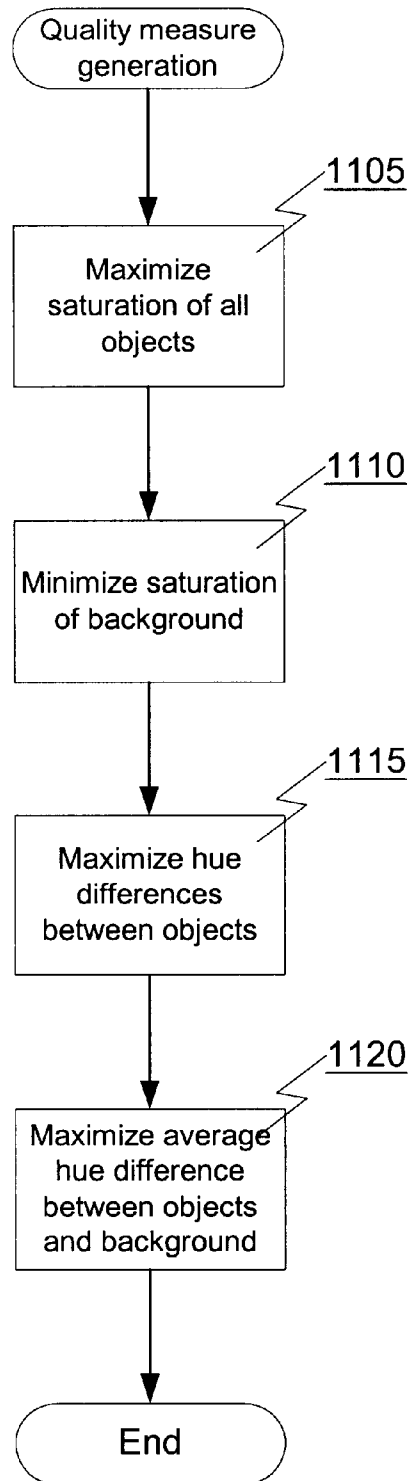 Quality measure
generation
1105
Maximize
saturation of all
objects
1110
Minimize saturation
of background
1115
Maximize hue
differences
between objects
1120
Maximize average
hue difference
between objects
and background
End